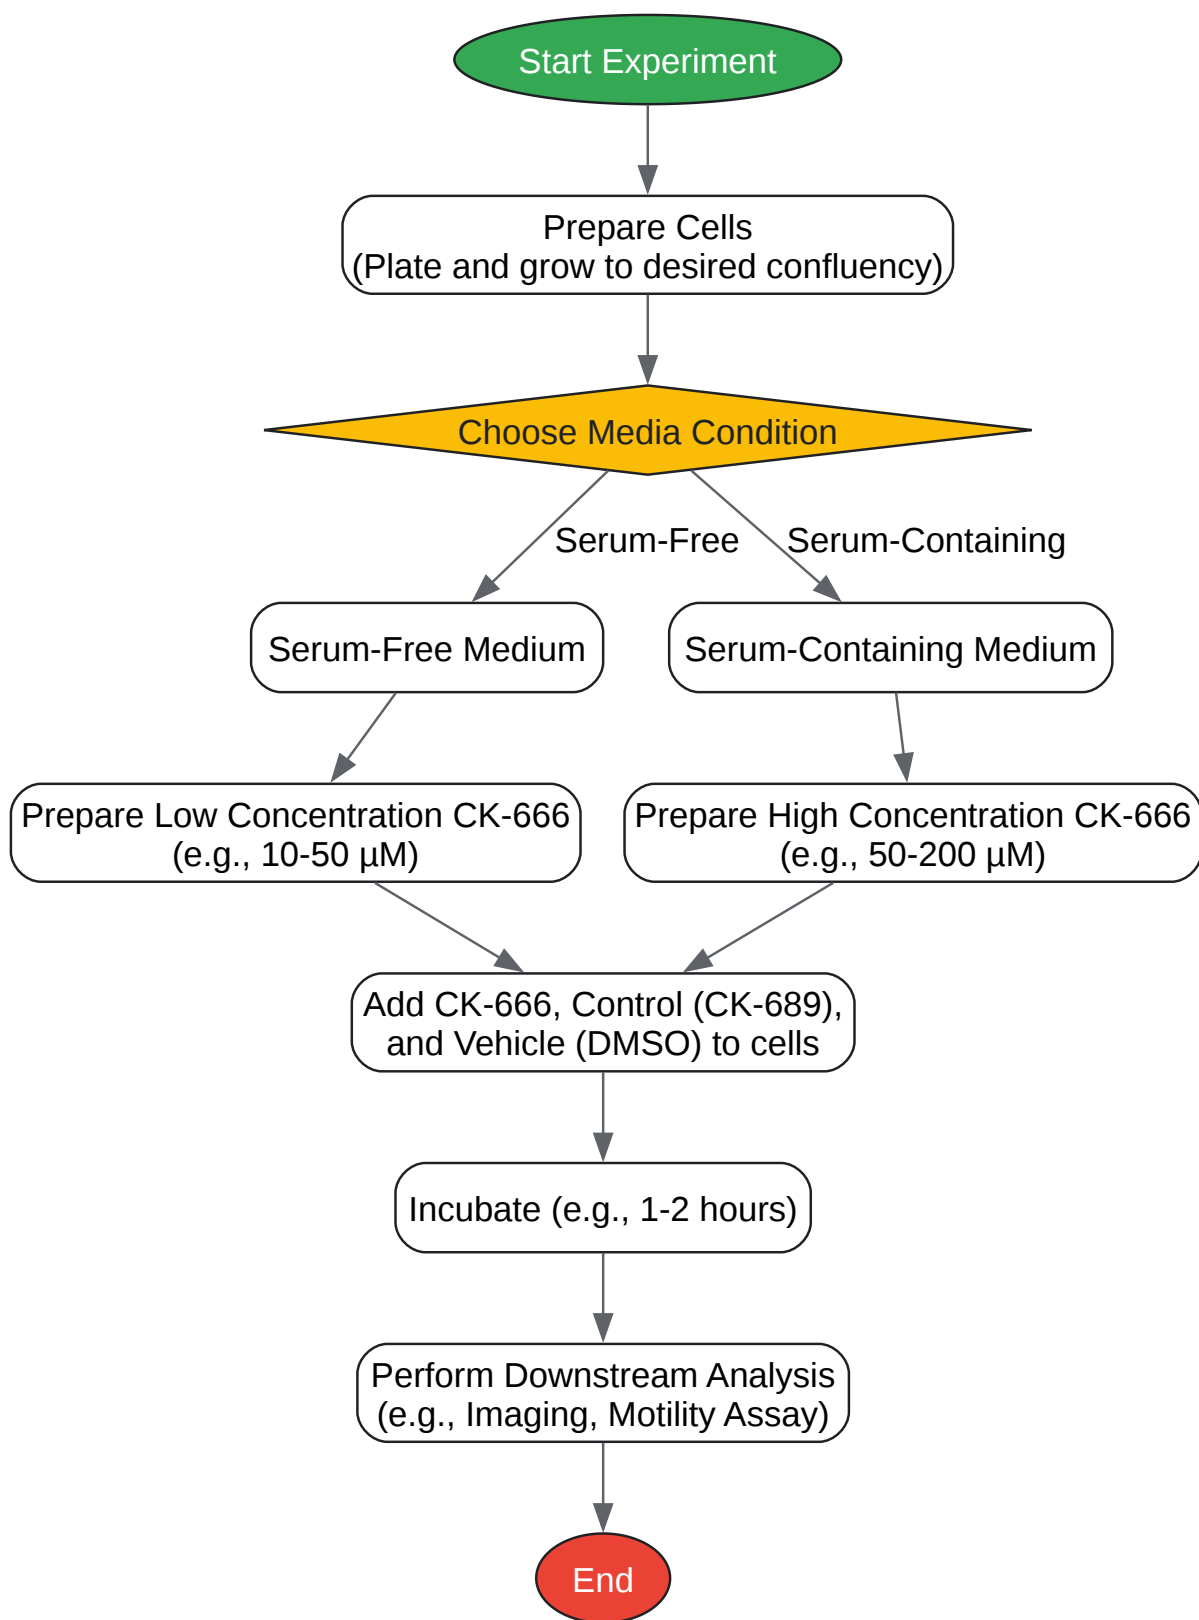 Start Experiment
Prepare Cells
(Plate and grow to desired confluency)
Choose Media Condition
Serum-Free
Serum-Containing
Serum-Free Medium
Serum-Containing Medium
Prepare Low Concentration CK-666
(e.g., 10-50 µM)
Prepare High Concentration CK-666
(e.g., 50-200 µM)
Add CK-666, Control (CK-689),
and Vehicle (DMSO) to cells
Incubate (e.g., 1-2 hours)
Perform Downstream Analysis
(e.g., Imaging, Motility Assay)
End